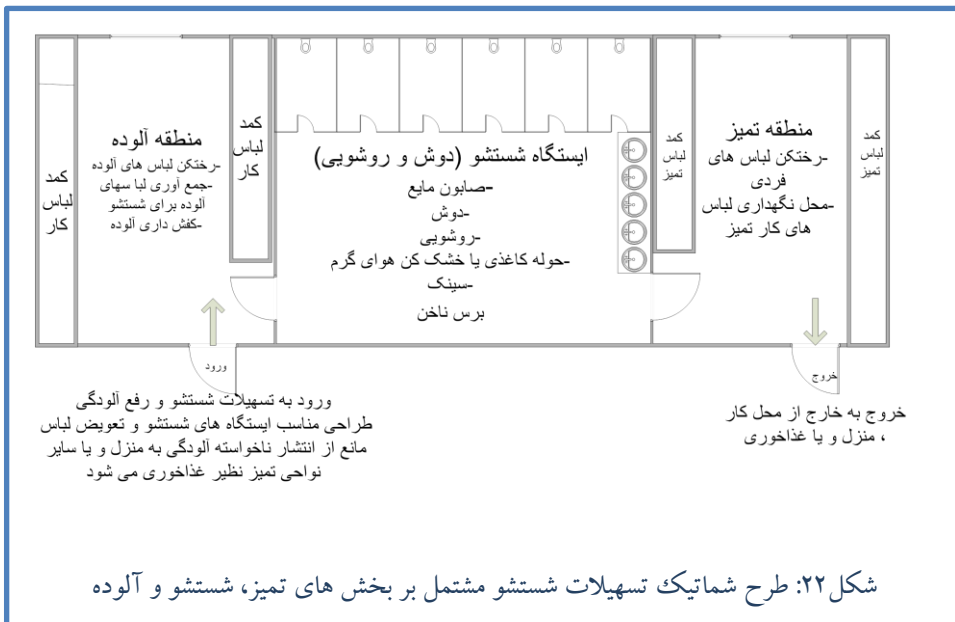 کمد
لباس
کار
منطقه آلوده
-رختکن لباس های آلوده
-جمع آوری لبا سهای
آلوده برای شستشو
-کفش داری آلوده
کمد
لباس
کار
ایستگاه شستشو (دوش و روشویی)
-صابون مایع
-دوش
-روشویی
-حوله کاغذی یا خشک کن هوای گرم
-سینک
برس ناخن
کمد
لباس
تمیز
منطقه تمیز
-رختکن لباس های
فردی
-محل نگهداری لباس
های کار تمیز
کمد
لباس
تمیز
ورود
خروج
ورود به تسهیلات شستشو و رفع آلودگی
طراحی مناسب ایستگاه های شستشو و تعویض لباس
مانع از انتشار ناخواسته آلودگی به منزل و یا سایر
نواحی تمیز نظیر غذاخوری می شود
خروج به خارج از محل کار
، منزل و یا غذاخوری
شکل۲۲: طرح شماتیک تسهیلات شستشو مشتمل بر بخش های تمیز، شستشو و آلوده